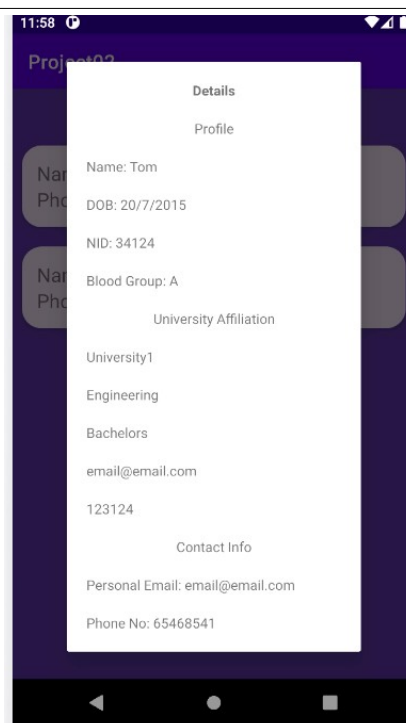 11:58
Project02
Details
Profile
Name: Tom
DOB: 20/7/2015
NID: 34124
Blood Group: A
University Affiliation
University1
Engineering
Bachelors
email@email.com
123124
Contact Info
Personal Email: email@email.com
Phone No: 65468541